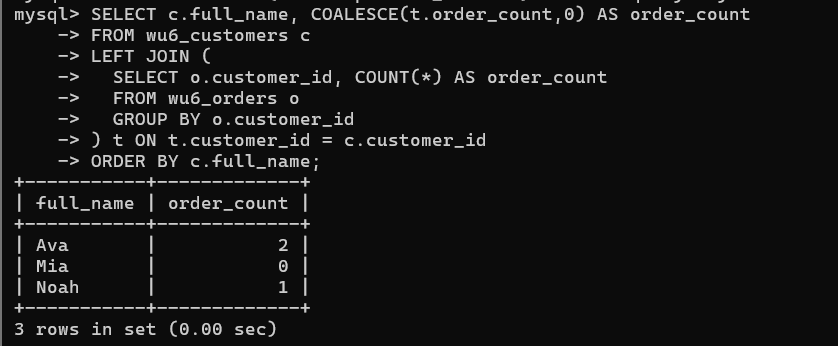 mysql> SELECT c.full_name, COALESCE(t.order_count,0) AS order_count
    -> FROM wu6_customers c
    -> LEFT JOIN (
    ->   SELECT o.customer_id, COUNT(*) AS order_count
    ->   FROM wu6_orders o
    ->   GROUP BY o.customer_id
    -> ) t ON t.customer_id = c.customer_id
    -> ORDER BY c.full_name;
+-----------+-------------+
| full_name | order_count |
+-----------+-------------+
| Ava       |           2 |
| Mia       |           0 |
| Noah      |           1 |
+-----------+-------------+
3 rows in set (0.00 sec)